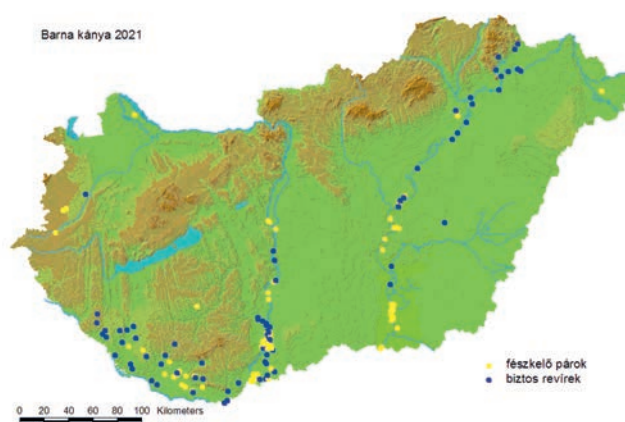 Barna kánya 2021
fészkelő párok
biztos revírek
0 20 40 60 80 100 Kilometers